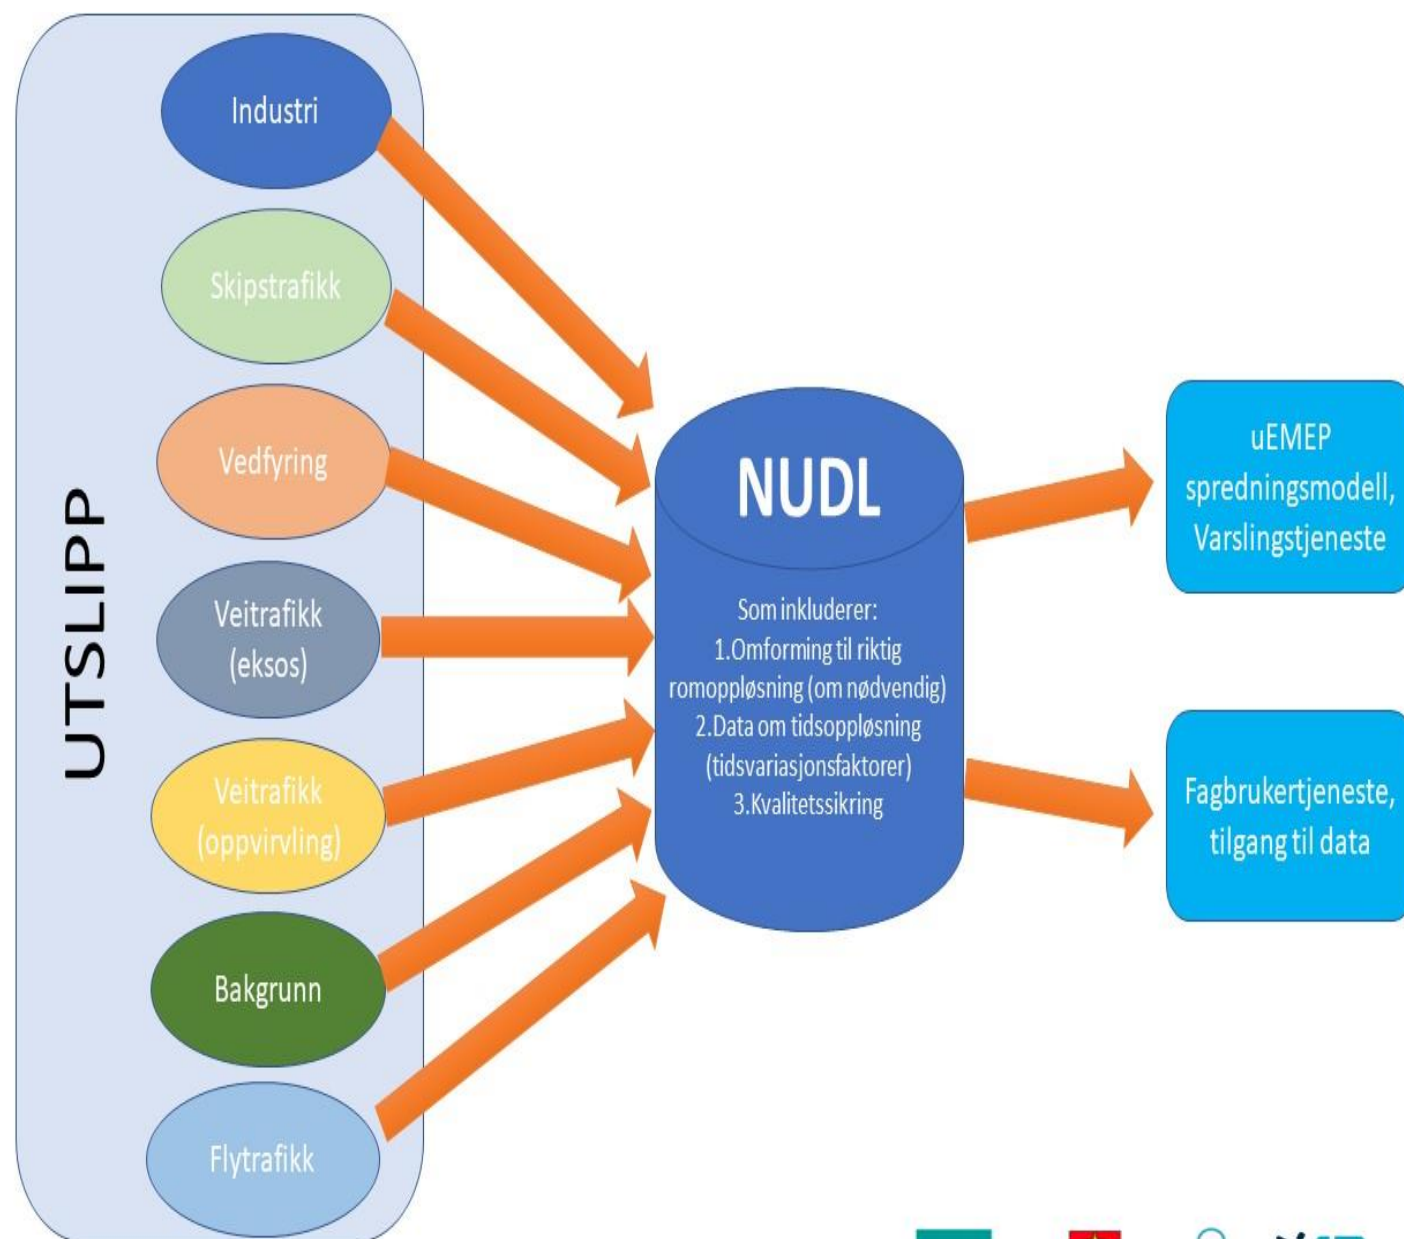 UTSLIPP
Industri
Skipstrafikk
Vedfyring
Veitrafikk
(eksos)
Veitrafikk
(oppvirvling)
Bakgrunn
Flytrafikk
NUDL
Som inkluderer:
1.Omforming til riktig
romoppløsning (om nødvendig)
2.Data om tidsoppløsning
(tidsvariasjonsfaktorer)
3.Kvalitetssikring
uEMEP
spredningsmodell,
Varslingstjeneste
Fagbrukertjeneste,
tilgang til data